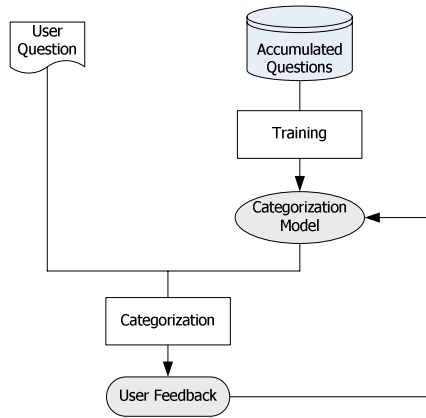 User
Question
Accumulated
Questions
Training
Categorization
Model
Categorization
User Feedback